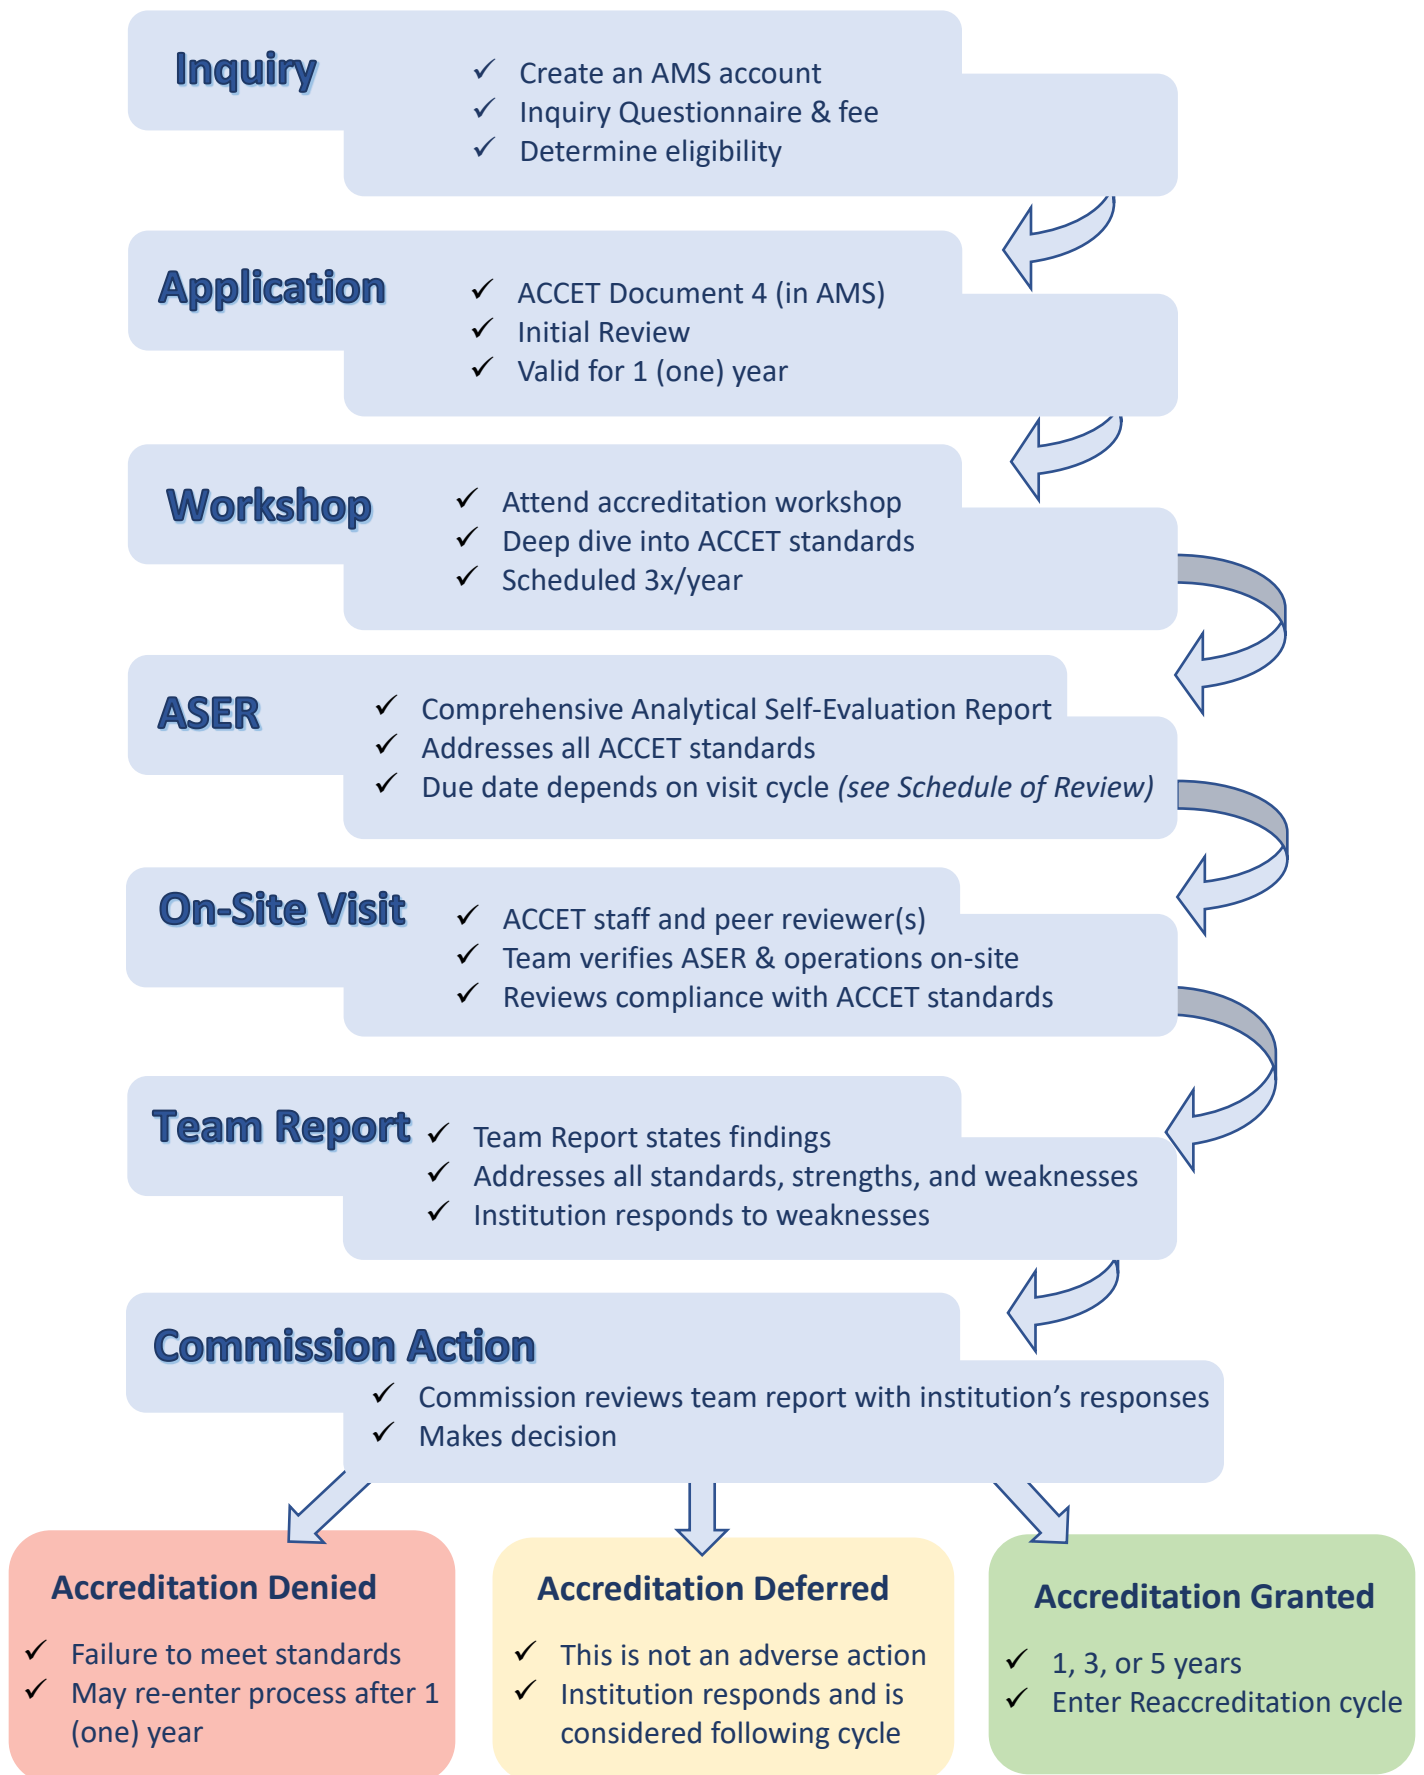 Inquiry
✓ Create an AMS account
✓ Inquiry Questionnaire & fee
✓ Determine eligibility
Application
✓ ACCET Document 4 (in AMS)
✓ Initial Review
✓ Valid for 1 (one) year
Workshop
✓ Attend accreditation workshop
✓ Deep dive into ACCET standards
✓ Scheduled 3x/year
ASER
✓ Comprehensive Analytical Self-Evaluation Report
✓ Addresses all ACCET standards
✓ Due date depends on visit cycle (see Schedule of Review)
On-Site Visit
✓ ACCET staff and peer reviewer(s)
✓ Team verifies ASER & operations on-site
✓ Reviews compliance with ACCET standards
Team Report
✓ Team Report states findings
✓ Addresses all standards, strengths, and weaknesses
✓ Institution responds to weaknesses
Commission Action
✓ Commission reviews team report with institution’s responses
✓ Makes decision
Accreditation Denied
✓ Failure to meet standards
✓ May re-enter process after 1
(one) year
Accreditation Deferred
✓ This is not an adverse action
✓ Institution responds and is
considered following cycle
Accreditation Granted
✓ 1, 3, or 5 years
✓ Enter Reaccreditation cycle